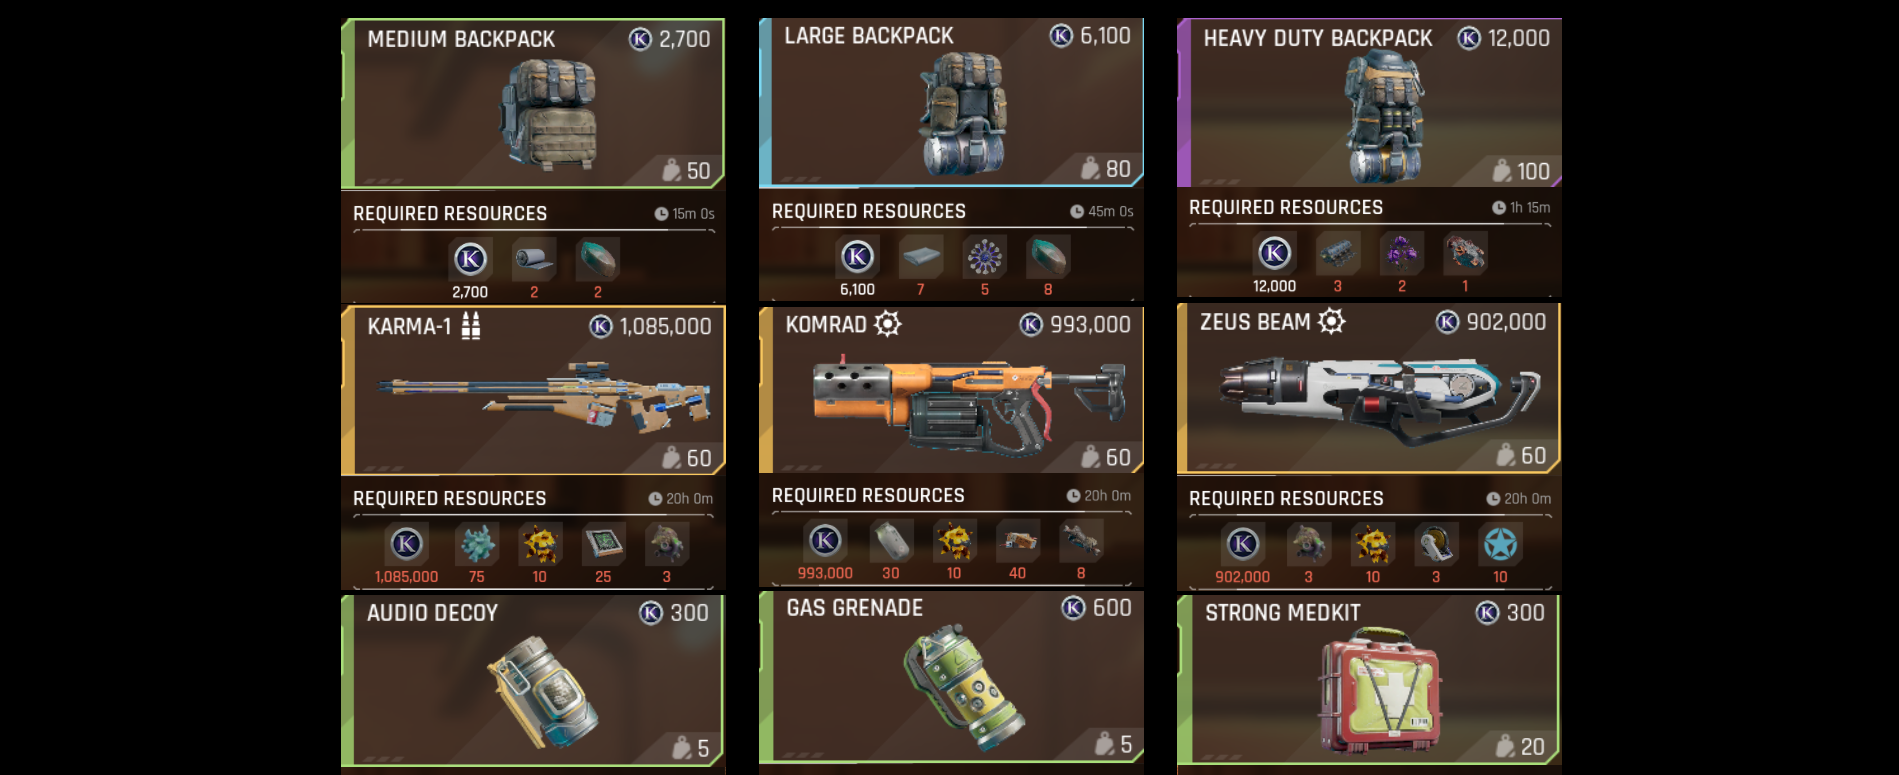 MEDIUM BACKPACK K 2,700
50
REQUIRED RESOURCES 15m 0s
K
2,700 2 2
LARGE BACKPACK K 6,100
80
REQUIRED RESOURCES 45m 0s
K
6,100 7 5 8
HEAVY DUTY BACKPACK K 12,000
100
REQUIRED RESOURCES 1h 15m
K
12,000 3 2 1
KARMA-1 K 1,085,000
60
REQUIRED RESOURCES 20h 0m
K
1,085,000 75 10 25 3
KOMRAD K 993,000
60
REQUIRED RESOURCES 20h 0m
K
993,000 30 10 40 8
ZEUS BEAM K 902,000
60
REQUIRED RESOURCES 20h 0m
K
902,000 3 10 3 10
AUDIO DECOY K 300
5
GAS GRENADE K 600
5
STRONG MEDKIT K 300
20